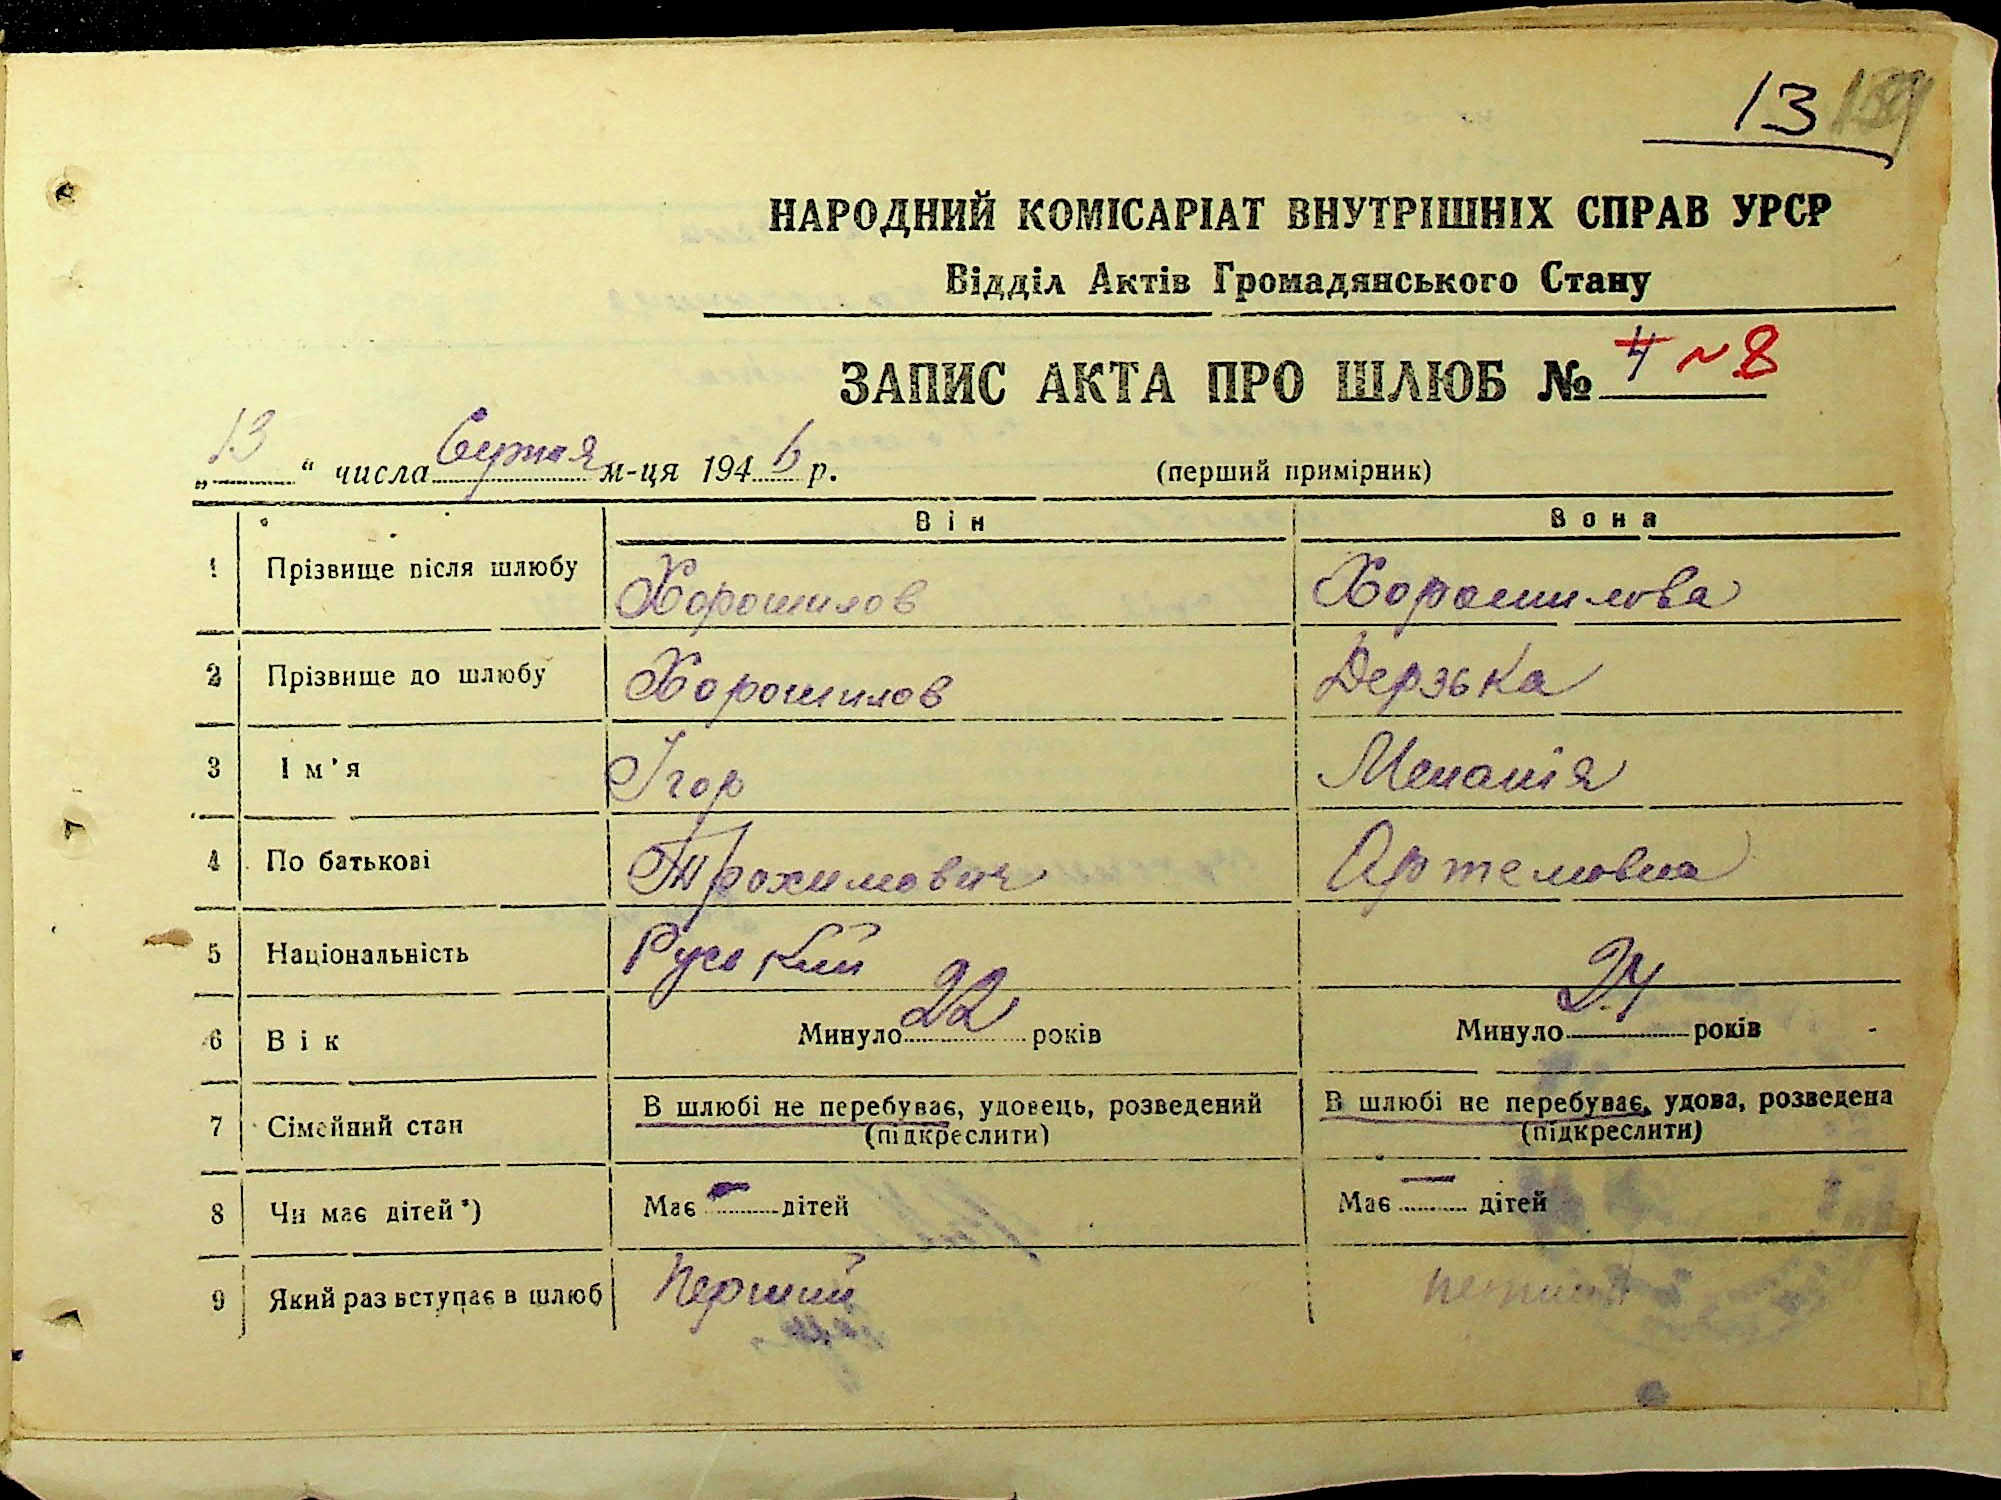 13
НАРОДНИЙ КОМІСАРІАТ ВНУТРІШНІХ СПРАВ УРСР
Відділ Актів Громадянського Стану
ЗАПИС АКТА ПРО ШЛЮБ № 4 ~ 8
„13“ числа Серпня м-ця 1946 р. (перший примірник)
Він Вона
1 Прізвище після шлюбу Хорошилов Хорошилова
2 Прізвище до шлюбу Хорошилов Дерзька
3 Ім'я Ігор Меланія
4 По батькові Трохимович Артемовна
5 Національність Руський
6 Вік Минуло 22 років Минуло 24 років
7 Сімейний стан В шлюбі не перебуває, удовець, розведений В шлюбі не перебуває, удова, розведена
(підкреслити) (підкреслити)
8 Чи має дітей*) Має — дітей Має — дітей
9 Який раз вступає в шлюб Перший перший